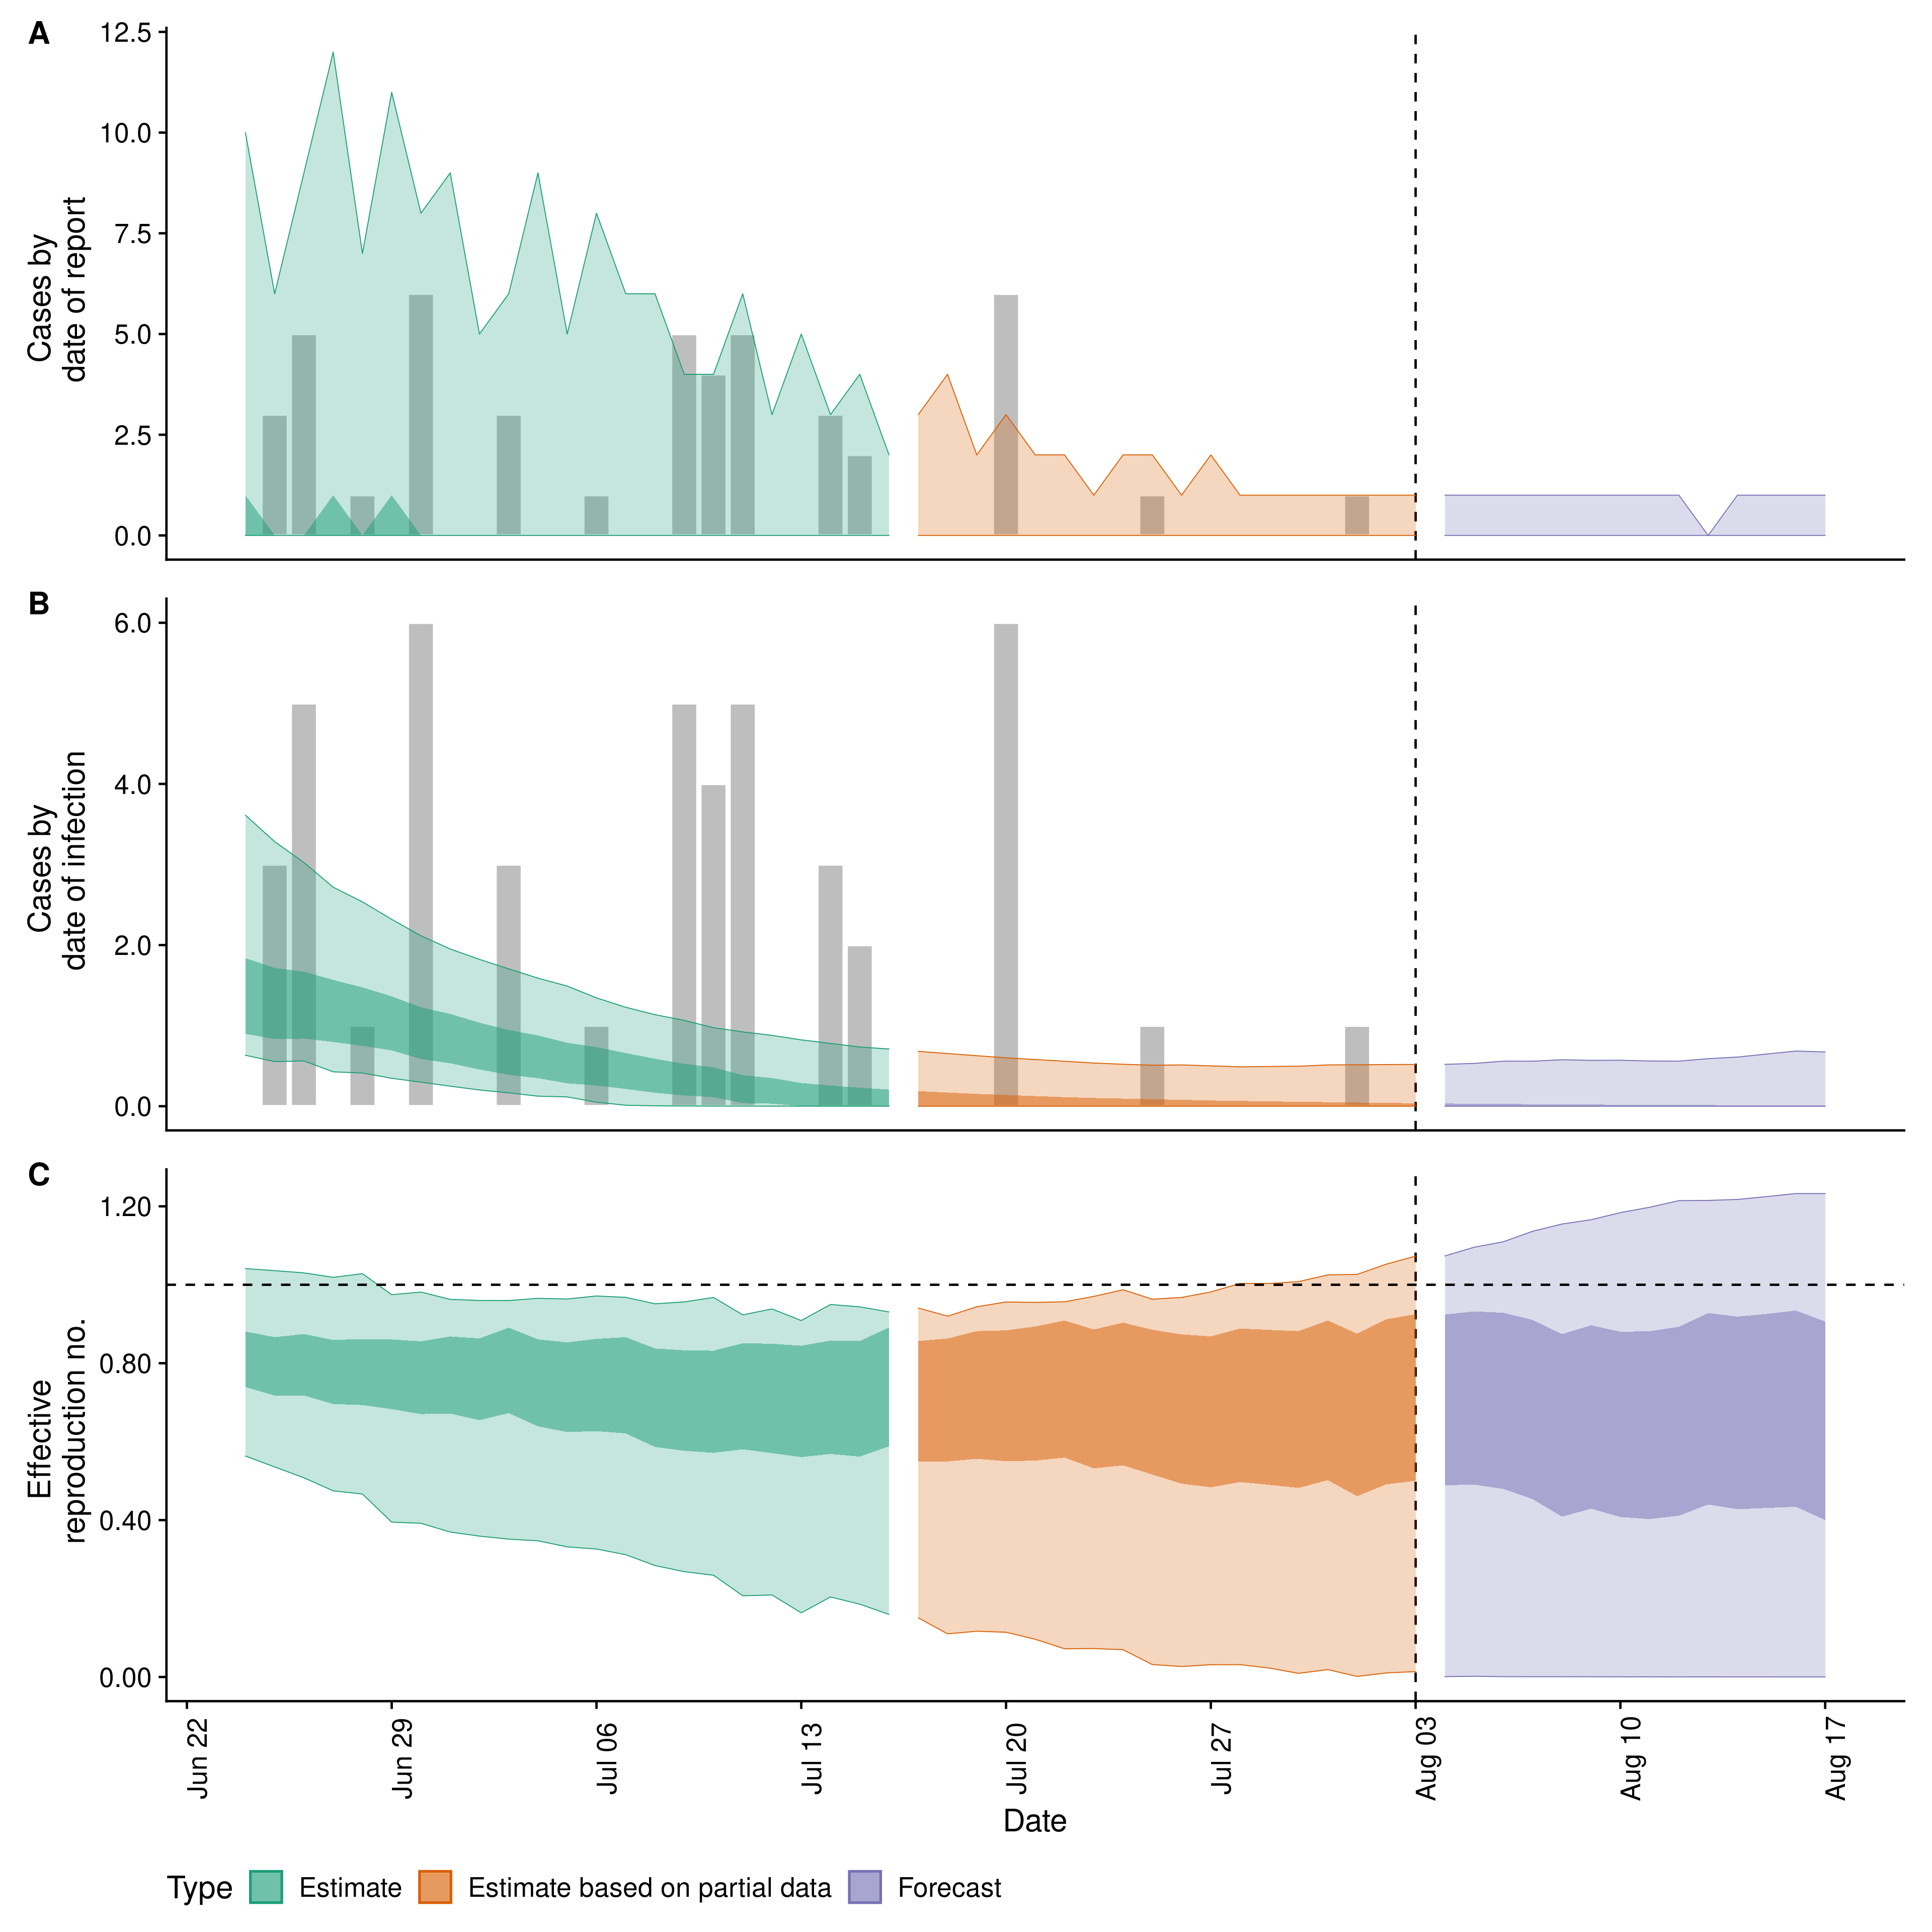 A
12.5
10.0
7.5
5.0
2.5
0.0
Cases by
date of report
B
6.0
4.0
2.0
0.0
Cases by
date of infection
C
1.20
0.80
0.40
0.00
Effective
reproduction no.
Jun 22
Jun 29
Jul 06
Jul 13
Jul 20
Jul 27
Aug 03
Aug 10
Aug 17
Date
Type Estimate Estimate based on partial data Forecast